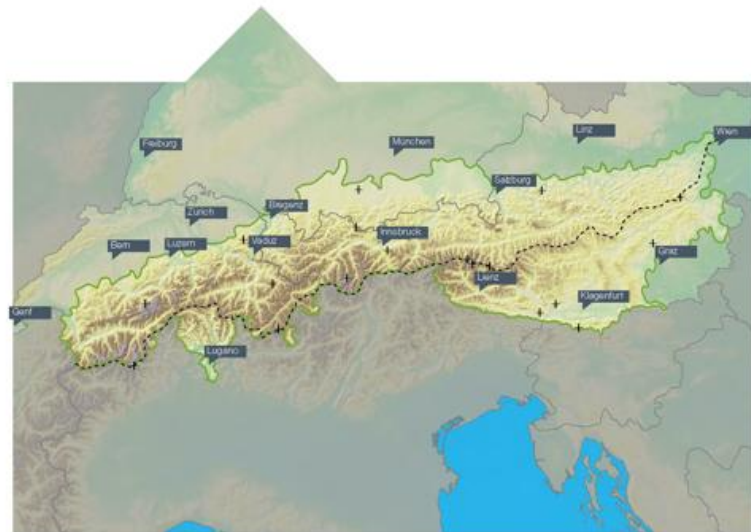 Linz
Wien
Freiburg
München
Salzburg
Zürich
Bregenz
Bern
Luzern
Vaduz
Innsbruck
Graz
Lienz
Klagenfurt
Genf
Lugano